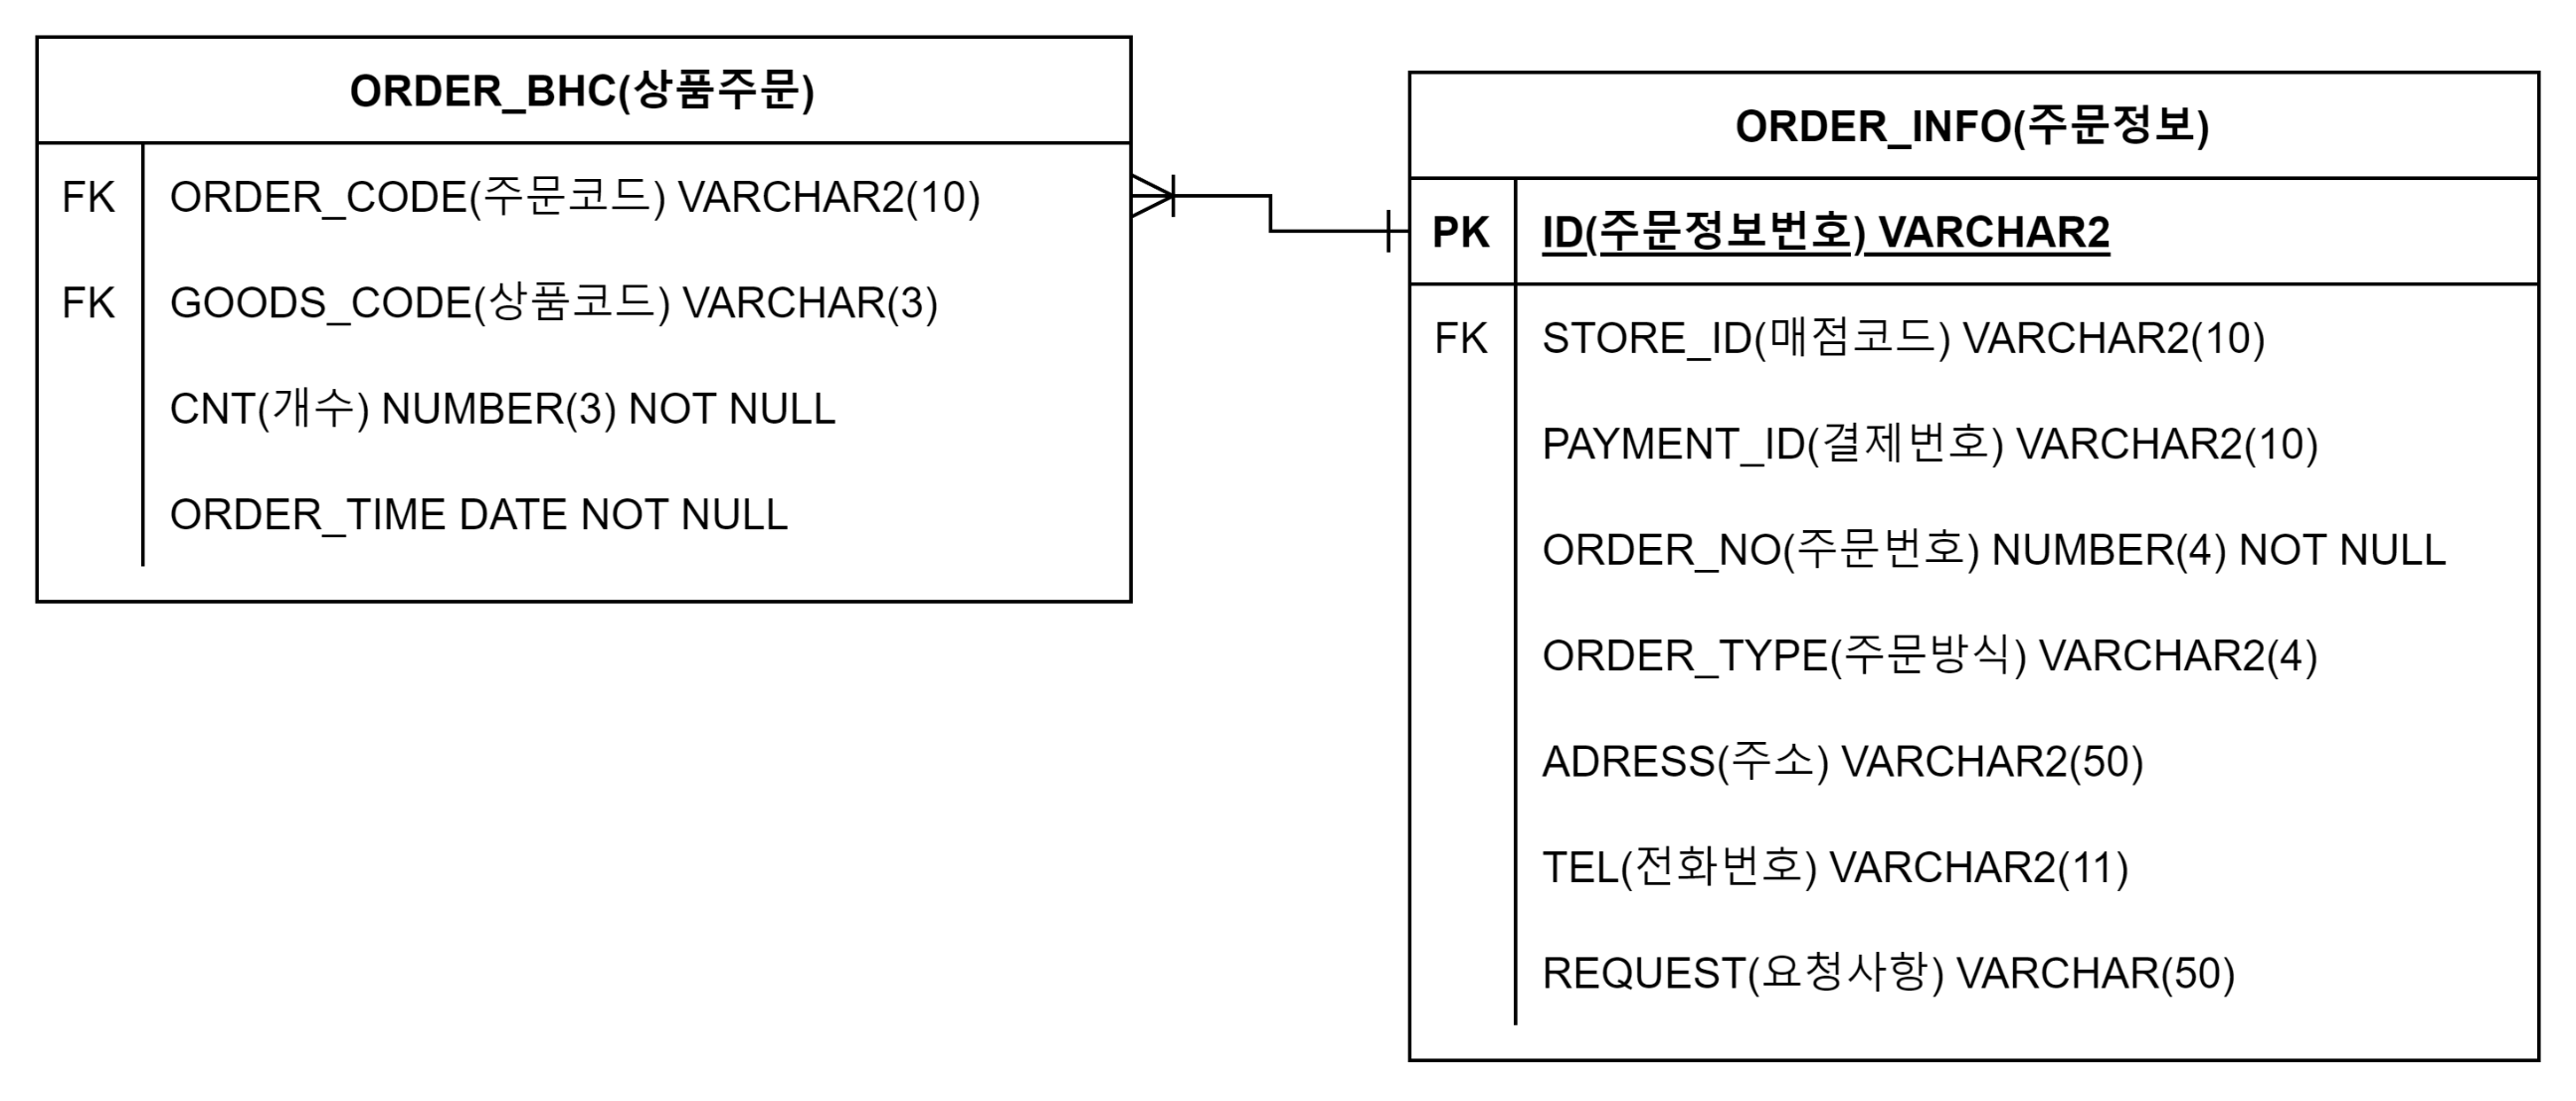 ORDER_BHC(상품주문)
FK ORDER_CODE(주문코드) VARCHAR2(10)
FK GOODS_CODE(상품코드) VARCHAR(3)
CNT(개수) NUMBER(3) NOT NULL
ORDER_TIME DATE NOT NULL
ORDER_INFO(주문정보)
PK ID(주문정보번호) VARCHAR2
FK STORE_ID(매점코드) VARCHAR2(10)
PAYMENT_ID(결제번호) VARCHAR2(10)
ORDER_NO(주문번호) NUMBER(4) NOT NULL
ORDER_TYPE(주문방식) VARCHAR2(4)
ADRESS(주소) VARCHAR2(50)
TEL(전화번호) VARCHAR2(11)
REQUEST(요청사항) VARCHAR(50)